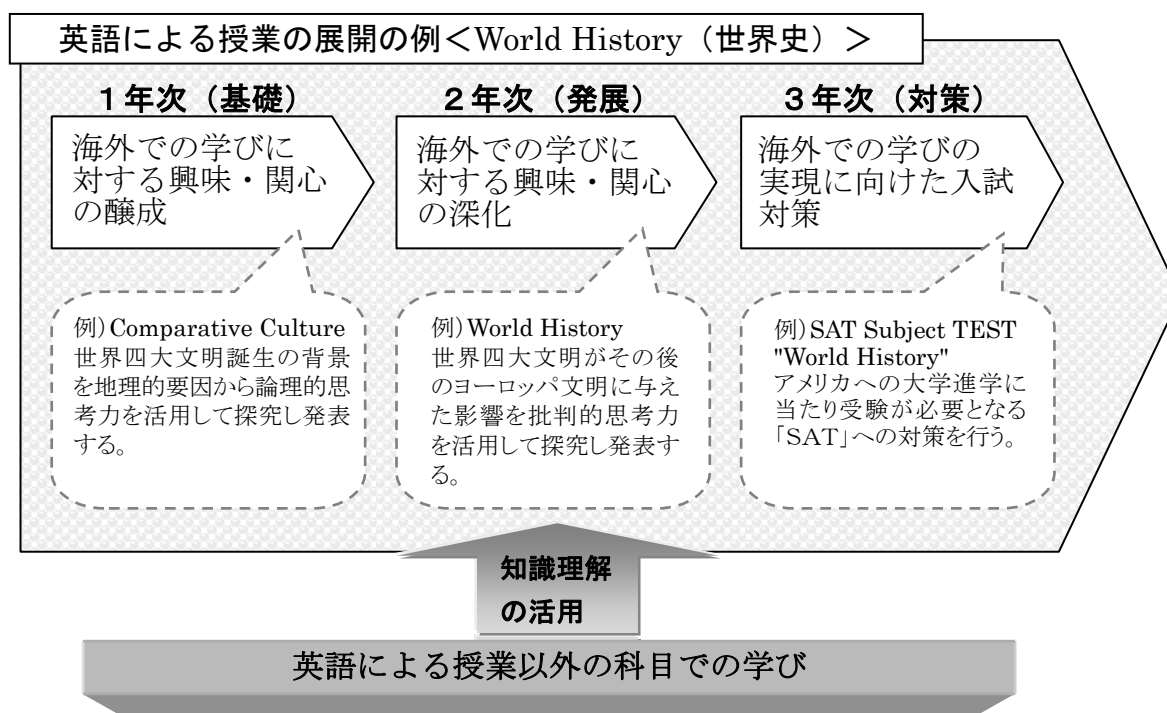 英語による授業の展開の例<World History（世界史）>
１年次（基礎）
海外での学びに
対する興味・関心
の醸成
例）Comparative Culture
世界四大文明誕生の背景
を地理的要因から論理的思
考力を活用して探究し発表
する。
２年次（発展）
海外での学びに
対する興味・関心
の深化
例）World History
世界四大文明がその後
のヨーロッパ文明に与え
た影響を批判的思考力
を活用して探究し発表す
る。
３年次（対策）
海外での学びの
実現に向けた入試
対策
例）SAT Subject TEST
"World History"
アメリカへの大学進学に
当たり受験が必要となる
「SAT」への対策を行う。
知識理解
の活用
英語による授業以外の科目での学び